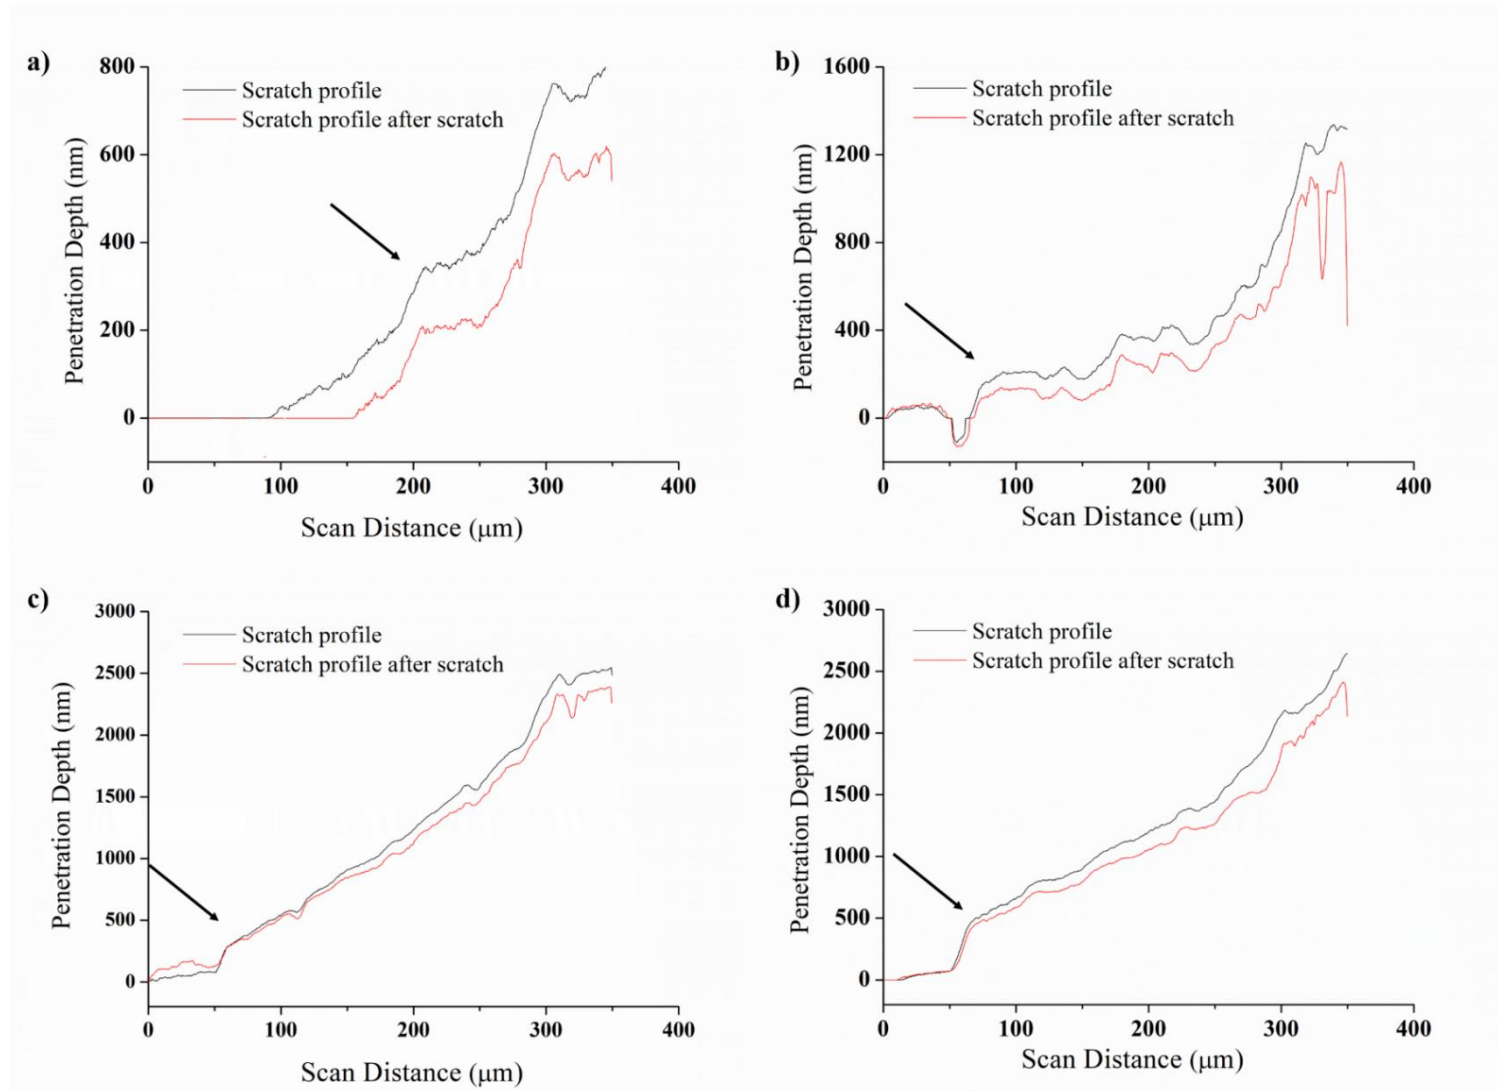 a)
800
600
400
200
0
Penetration Depth (nm)
Scratch profile
Scratch profile after scratch
0 100 200 300 400
Scan Distance (μm)
b)
1600
1200
800
400
0
Penetration Depth (nm)
Scratch profile
Scratch profile after scratch
0 100 200 300 400
Scan Distance (μm)
c)
3000
2500
2000
1500
1000
500
0
Penetration Depth (nm)
Scratch profile
Scratch profile after scratch
0 100 200 300 400
Scan Distance (μm)
d)
3000
2500
2000
1500
1000
500
0
Penetration Depth (nm)
Scratch profile
Scratch profile after scratch
0 100 200 300 400
Scan Distance (μm)